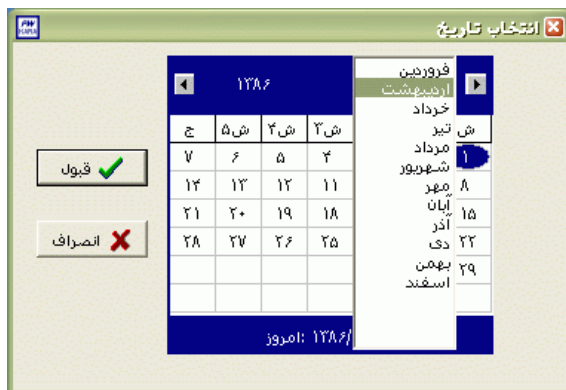 انتخاب تاریخ
۱۳۸۶
فروردین
اردیبهشت
خرداد
تیر
مرداد
شهریور
مهر
آبان
آذر
دی
بهمن
اسفند
ش ش۳ ش۴ ش۵ ج
۱ ۴ ۵ ۶ ۷
۸ ۱۱ ۱۲ ۱۳ ۱۴
۱۵ ۱۸ ۱۹ ۲۰ ۲۱
۲۲ ۲۵ ۲۶ ۲۷ ۲۸
۲۹
امروز: ۱۳۸۶/
قبول
انصراف